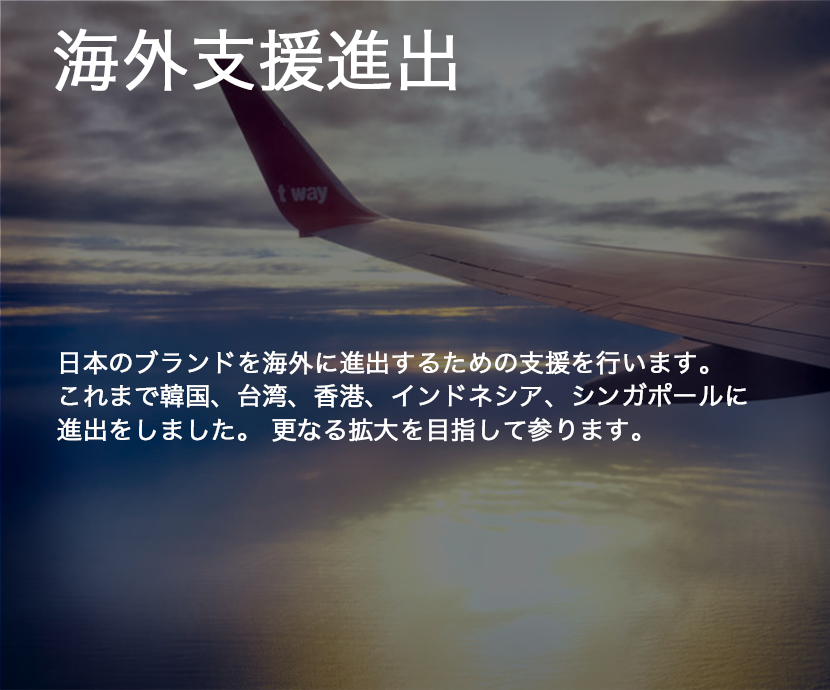 海外支援進出
t'way
日本のブランドを海外に進出するための支援を行います。
これまで韓国、台湾、香港、インドネシア、シンガポールに
進出をしました。 更なる拡大を目指して参ります。